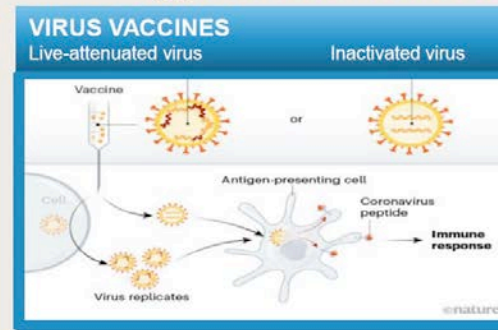 VIRUS VACCINES
Live-attenuated virus Inactivated virus
Vaccine
or
Antigen-presenting cell
Cell
Coronavirus
peptide
Immune
response
Virus replicates
©nature